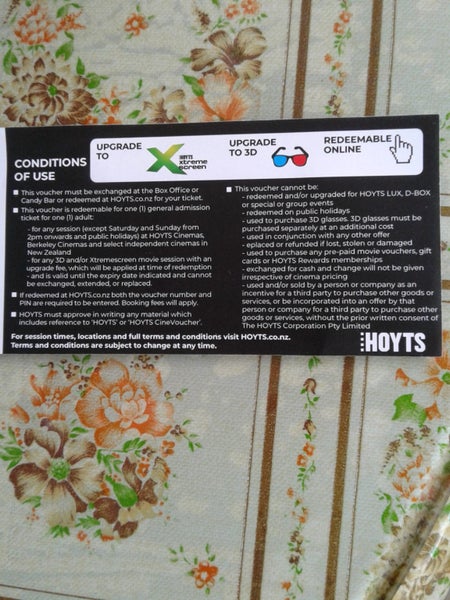 CONDITIONS
OF USE
UPGRADE
TO
X
HOYTS
xtreme
screen
UPGRADE
TO 3D
REDEEMABLE
ONLINE
This voucher must be exchanged at the Box Office or
Candy Bar or redeemed at HOYTS.co.nz for your ticket.
This voucher is redeemable for one (1) general admission
ticket for one (1) adult:
- for any session (except Saturday and Sunday from
2pm onwards and public holidays) at HOYTS Cinemas,
Berkeley Cinemas and select independent cinemas in
New Zealand
- for any 3D and/or Xtremescreen movie session with an
upgrade fee, which will be applied at time of redemption
- and is valid until the expiry date indicated and cannot
be exchanged, extended, or replaced.
If redeemed at HOYTS.co.nz both the voucher number and
PIN are required to be entered. Booking fees will apply.
HOYTS must approve in writing any material which
includes reference to 'HOYTS' or 'HOYTS CineVoucher'.
This voucher cannot be:
- redeemed and/or upgraded for HOYTS LUX, D-BOX
or special or group events
- redeemed on public holidays
- used to purchase 3D glasses. 3D glasses must be
purchased separately at an additional cost
- used in conjunction with any other offer
- eplaced or refunded if lost, stolen or damaged
- used to purchase any pre-paid movie vouchers, gift
cards or HOYTS Rewards memberships
- exchanged for cash and change will not be given
irrespective of cinema pricing
- used and/or sold by a person or company as an
incentive for a third party to purchase other goods or
services, or be incorporated into an offer by that
person or company for a third party to purchase other
goods or services, without the prior written consent of
The HOYTS Corporation Pty Limited
For session times, locations and full terms and conditions visit HOYTS.co.nz.
Terms and conditions are subject to change at any time.
HOYTS